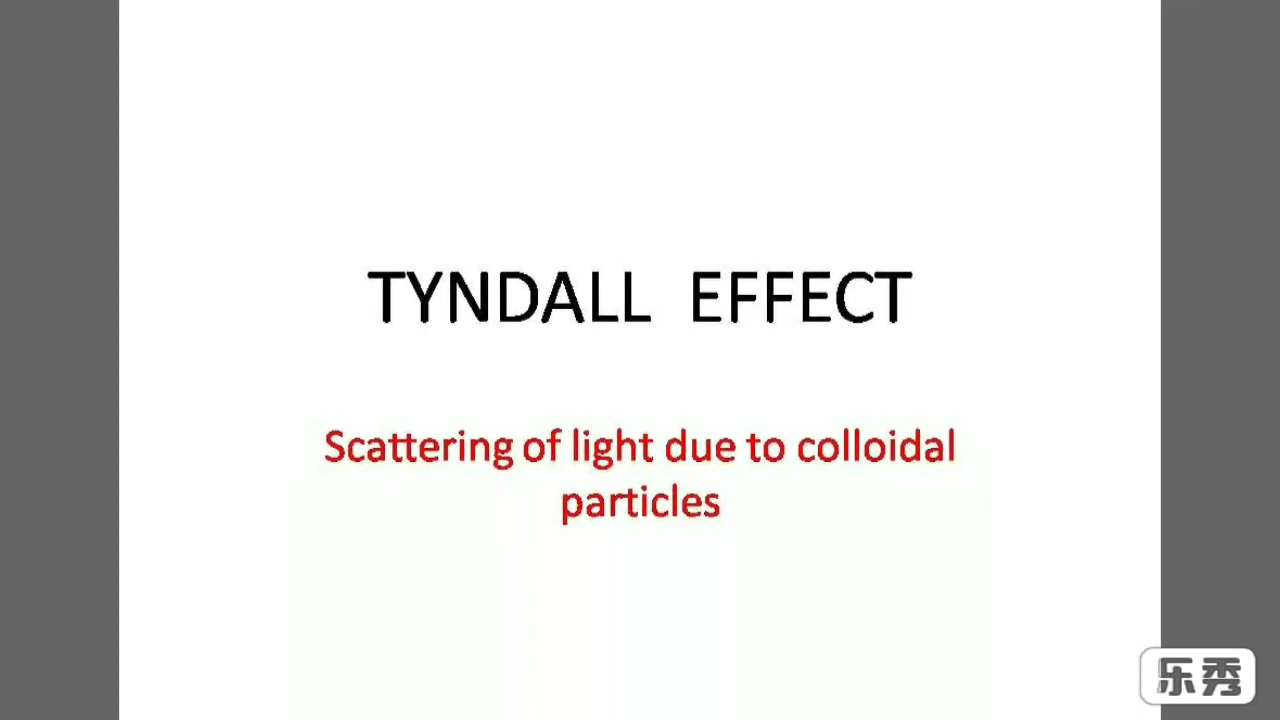 TYNDALL EFFECT
Scattering of light due to colloidal
particles
乐秀